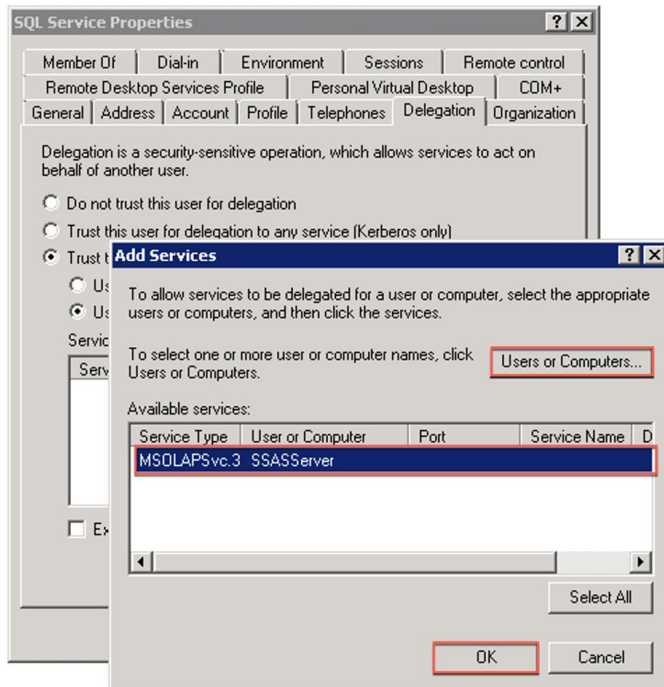 SQL Service Properties
Member Of Dial-in Environment Sessions Remote control
Remote Desktop Services Profile Personal Virtual Desktop COM+
General Address Account Profile Telephones Delegation Organization
Delegation is a security-sensitive operation, which allows services to act on
behalf of another user.
Do not trust this user for delegation
Trust this user for delegation to any service (Kerberos only)
Trust
Add Services
To allow services to be delegated for a user or computer, select the appropriate
users or computers, and then click the services.
To select one or more user or computer names, click
Users or Computers.
Users or Computers...
Available services:
Service Type User or Computer Port Service Name D
MSOLAPSvc.3 SSASServer
Select All
OK Cancel